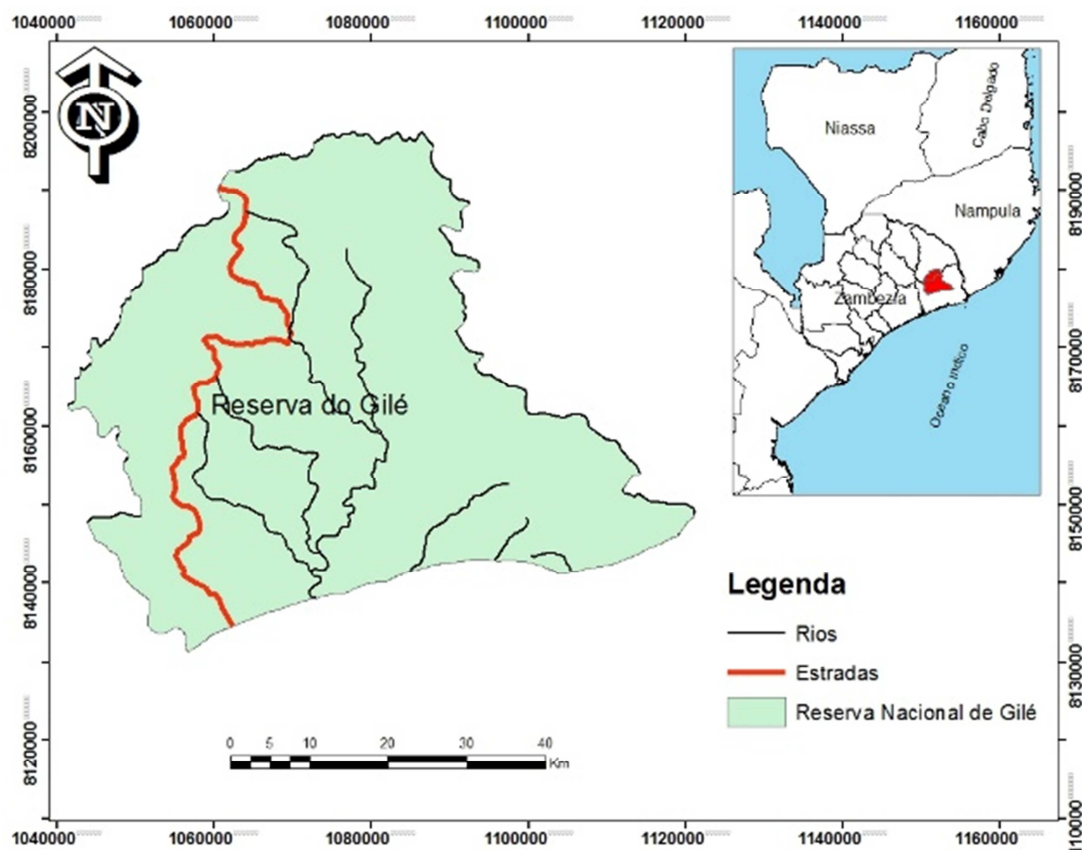 1040000 1060000 1080000 1100000 1120000 1140000 1160000
N
8200000
8180000
8160000
8140000
8120000
8190000
8170000
8150000
8130000
8110000
Niassa
Cabo Delgado
Nampula
Zambezia
Oceano Indico
Reserva do Gilé
Legenda
Rios
Estradas
Reserva Nacional de Gilé
0 5 10 20 30 40
Km
1040000 1060000 1080000 1100000 1120000 1140000 1160000